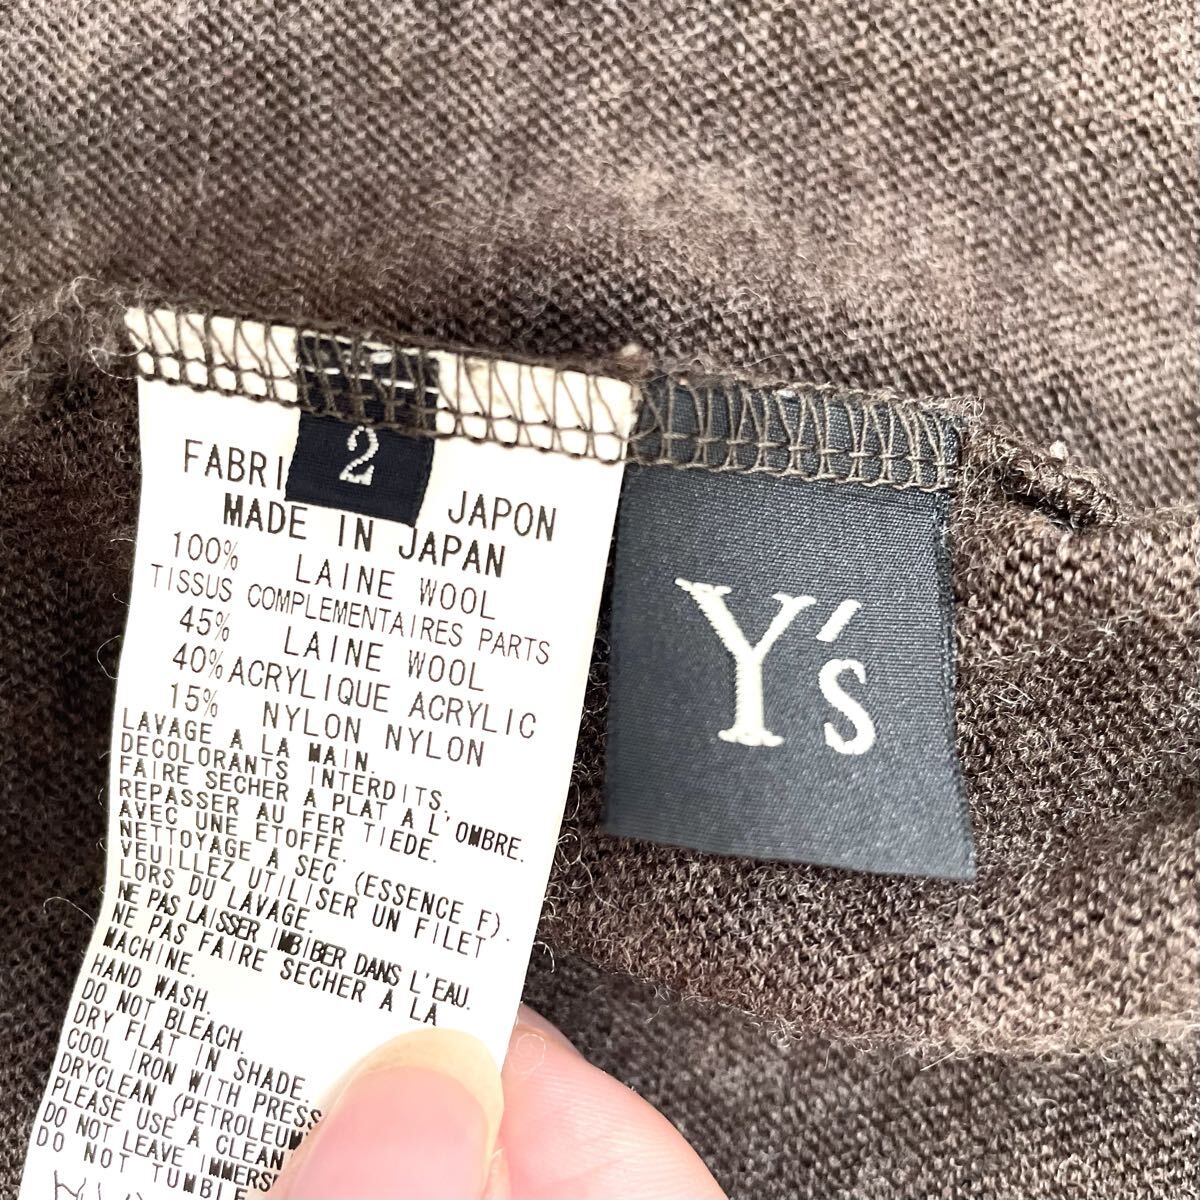 2
FABRI JAPON
MADE IN JAPAN
100% LAINE WOOL
TISSUS COMPLEMENTAIRES PARTS
45% LAINE WOOL
40% ACRYLIQUE ACRYLIC
15% NYLON NYLON
LAVAGE A LA MAIN.
DECOLORANTS INTERDITS.
FAIRE SECHER A PLAT A L'OMBRE.
REPASSER AU FER TIEDE.
AVEC UNE ETOFFE.
NETTOYAGE A SEC (ESSENCE F).
VEUILLEZ UTILISER UN FILET
LORS DU LAVAGE.
NE PAS LAISSER IMBIBER DANS L'EAU.
NE PAS FAIRE SECHER A LA
MACHINE.
HAND WASH.
DO NOT BLEACH.
DRY FLAT IN SHADE.
COOL IRON WITH PRESS
DRYCLEAN (PETROLEUM
PLEASE USE A CLEAN
DO NOT LEAVE IMMERS
DO NOT TUMBLE
Y's